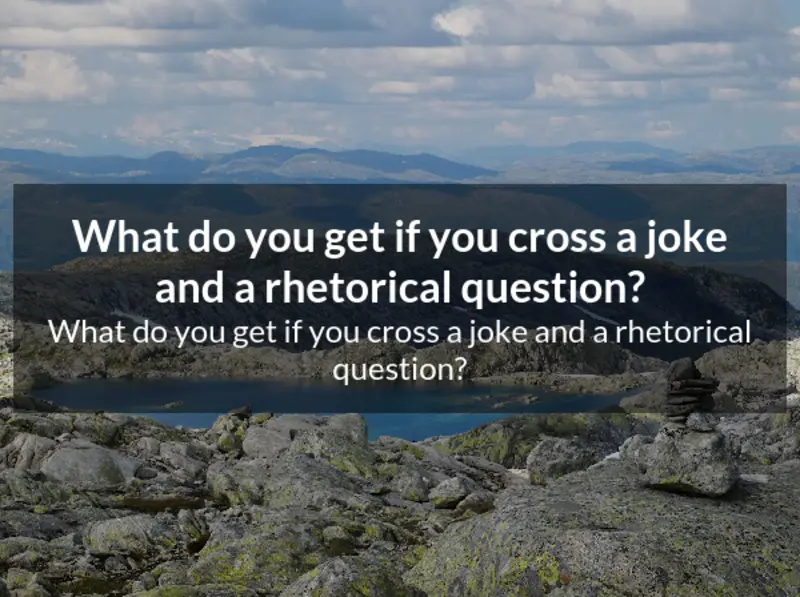 What do you get if you cross a joke
and a rhetorical question?
What do you get if you cross a joke and a rhetorical
question?